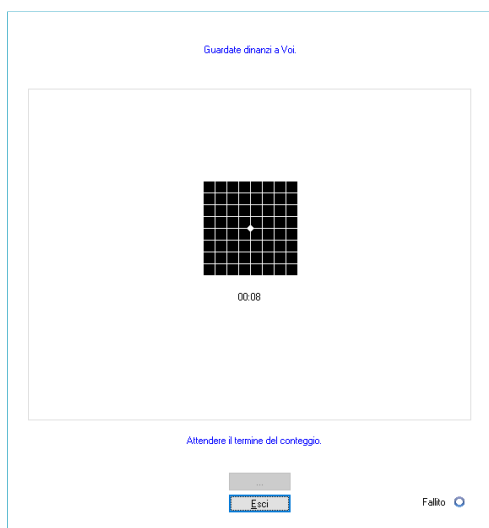 Guardate dinanzi a Voi.
00:08
Attendere il termine del conteggio.
...
Esci
Fallito